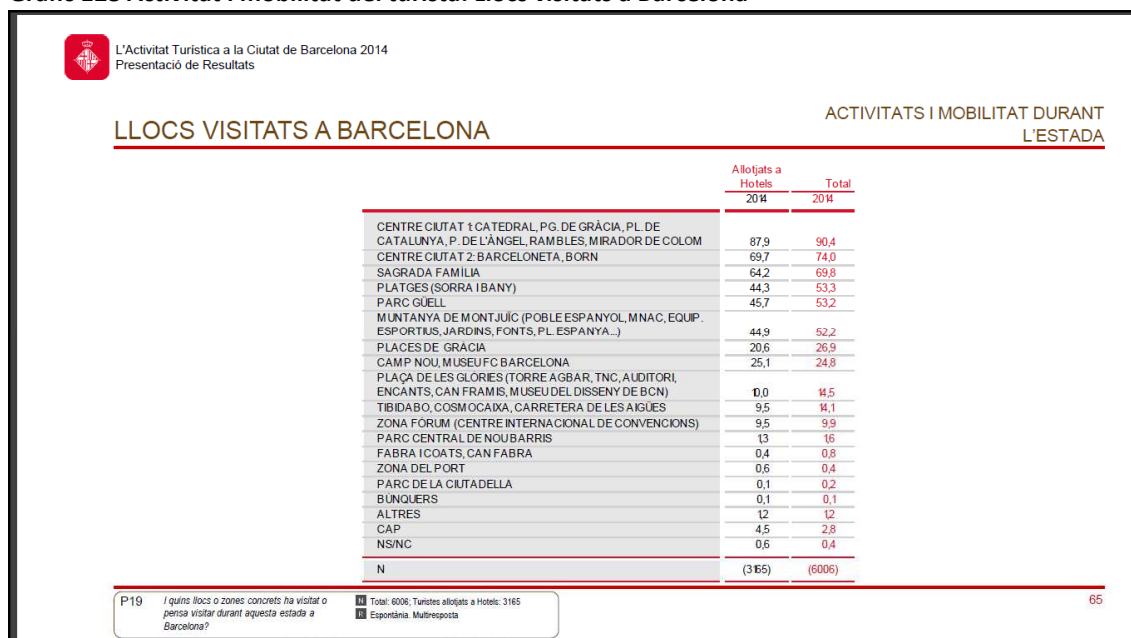 L'Activitat Turística a la Ciutat de Barcelona 2014
Presentació de Resultats
LLOCS VISITATS A BARCELONA
ACTIVITATS I MOBILITAT DURANT
L'ESTADA
Allotjats a
Hotels Total
2014 2014
CENTRE CIUTAT 1: CATEDRAL, PG. DE GRÀCIA, PL. DE
CATALUNYA, P. DE L'ÀNGEL, RAMBLES, MIRADOR DE COLOM 87,9 90,4
CENTRE CIUTAT 2: BARCELONETA, BORN 69,7 74,0
SAGRADA FAMÍLIA 64,2 69,8
PLATGES (SORRA I BANY) 44,3 53,3
PARC GÜELL 45,7 53,2
MUNTANYA DE MONTJUÏC (POBLE ESPANYOL, MNAC, EQUIP.
ESPORTIUS, JARDINS, FONTS, PL. ESPANYA...) 44,9 52,2
PLACES DE GRÀCIA 20,6 26,9
CAMP NOU, MUSEU FC BARCELONA 25,1 24,8
PLAÇA DE LES GLÒRIES (TORRE AGBAR, TNC, AUDITORI,
ENCANTS, CAN FRAMIS, MUSEU DEL DISSENY DE BCN) 10,0 14,5
TIBIDABO, COSMOCAIXA, CARRETERA DE LES AIGÜES 9,5 14,1
ZONA FÒRUM (CENTRE INTERNACIONAL DE CONVENCIONS) 9,5 9,9
PARC CENTRAL DE NOU BARRIS 1,3 1,6
FABRA I COATS, CAN FABRA 0,4 0,8
ZONA DEL PORT 0,6 0,4
PARC DE LA CIUTADELLA 0,1 0,2
BÚNQUERS 0,1 0,1
ALTRES 1,2 1,2
CAP 4,5 2,8
NS/NC 0,6 0,4
N (3165) (6006)
P19 I quins llocs o zones concrets ha visitat o
pensa visitar durant aquesta estada a
Barcelona?
N Total: 6006; Turistes allotjats a Hotels: 3165
R Espontània. Multiresposta
65